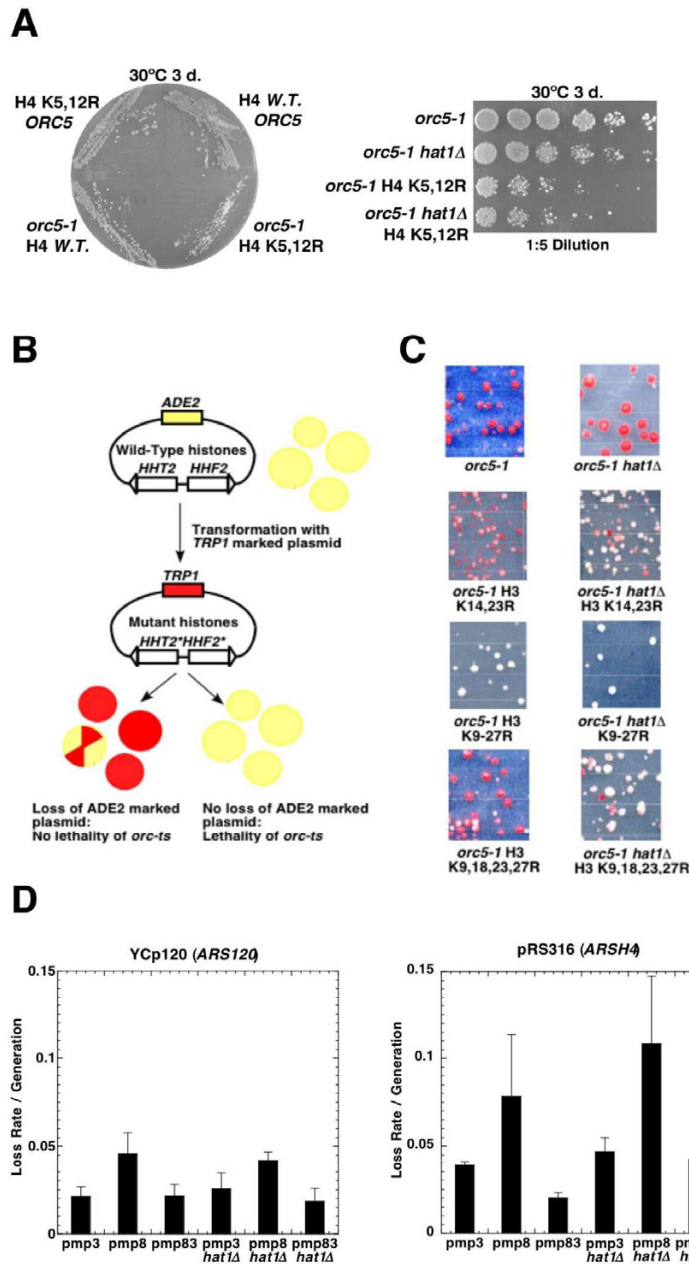 A
30°C 3 d.
H4 K5,12R
ORC5
H4 W.T.
ORC5
orc5-1
H4 W.T.
orc5-1
H4 K5,12R
30°C 3 d.
orc5-1
orc5-1 hat1Δ
orc5-1 H4 K5,12R
orc5-1 hat1Δ
H4 K5,12R
1:5 Dilution
B
ADE2
Wild-Type histones
HHT2 HHF2
Transformation with
TRP1 marked plasmid
TRP1
Mutant histones
HHT2*HHF2*
Loss of ADE2 marked
plasmid:
No lethality of orc-ts
No loss of ADE2 marked
plasmid:
Lethality of orc-ts
C
orc5-1
orc5-1 hat1Δ
orc5-1 H3
K14,23R
orc5-1 hat1Δ
H3 K14,23R
orc5-1 H3
K9-27R
orc5-1 hat1Δ
K9-27R
orc5-1 H3
K9,18,23,27R
orc5-1 hat1Δ
H3 K9,18,23,27R
D
YCp120 (ARS120)
Loss Rate / Generation
0.15
0.1
0.05
0
pmp3
pmp8
pmp83
pmp3
hat1Δ
pmp8
hat1Δ
pmp83
hat1Δ
pRS316 (ARSH4)
Loss Rate / Generation
0.15
0.1
0.05
0
pmp3
pmp8
pmp83
pmp3
hat1Δ
pmp8
hat1Δ